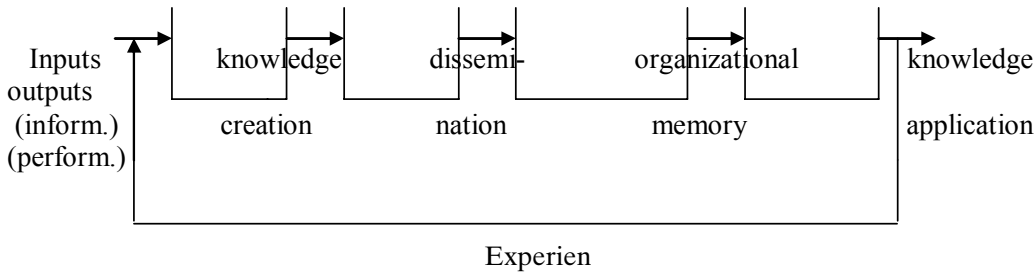 Inputs knowledge dissemi- organizational knowledge
outputs
(inform.) creation nation memory application
(perform.)
Experien